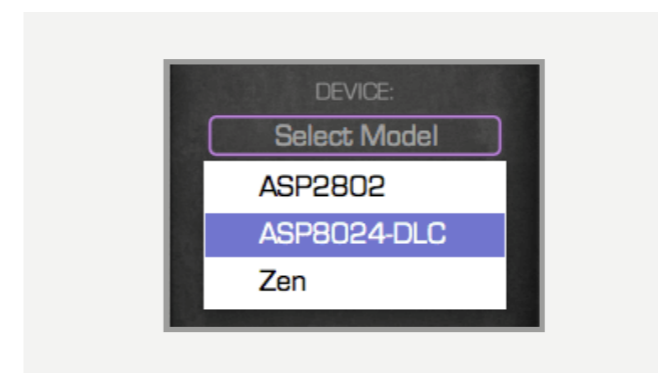 DEVICE:
Select Model
ASP2802
ASP8024-DLC
Zen